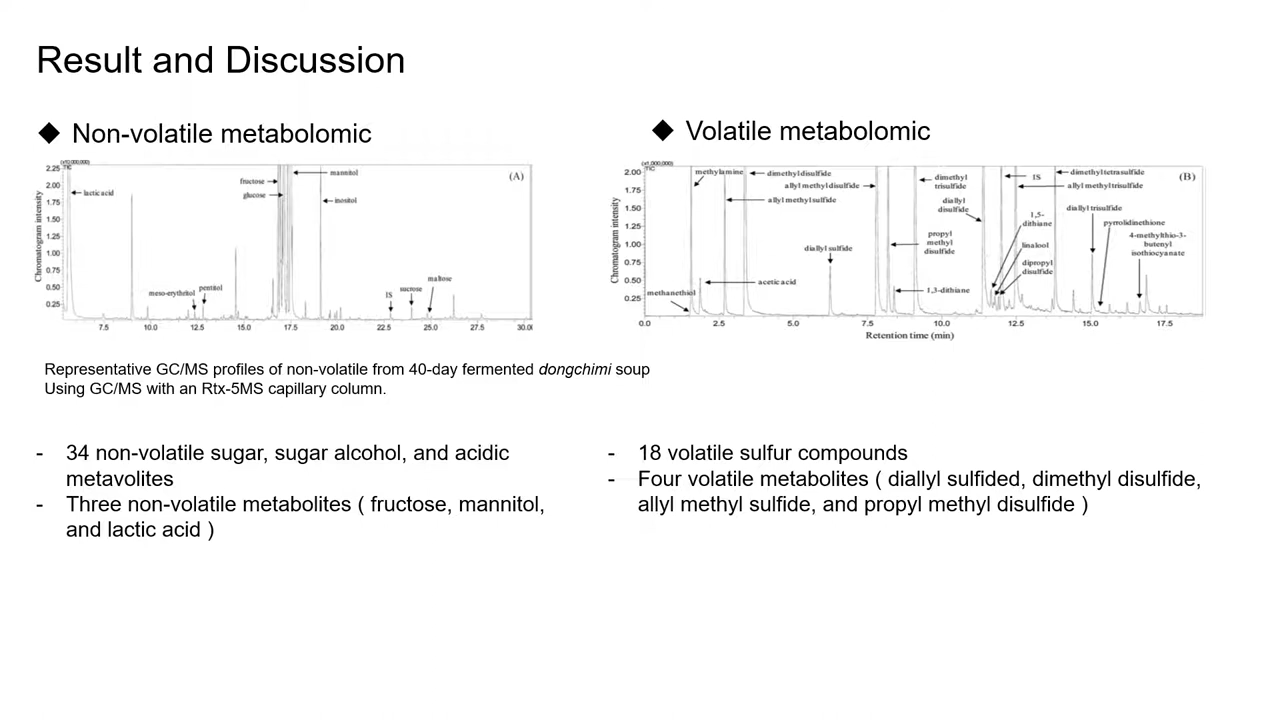 Result and Discussion
◆ Non-volatile metabolomic
(x10,000,000)
TIC
2.25
2.00
1.75
1.50
1.25
1.00
0.75
0.50
0.25
Chromatogram intensity
lactic acid
meso-erythritol
pentitol
fructose
glucose
mannitol
inositol
IS
sucrose
maltose
(A)
7.5 10.0 12.5 15.0 17.5 20.0 22.5 25.0 27.5 30.0
Representative GC/MS profiles of non-volatile from 40-day fermented dongchimi soup
Using GC/MS with an Rtx-5MS capillary column.
- 34 non-volatile sugar, sugar alcohol, and acidic
metavolites
- Three non-volatile metabolites ( fructose, mannitol,
and lactic acid )
◆ Volatile metabolomic
(x1,000,000)
TIC
2.00
1.75
1.50
1.25
1.00
0.75
0.50
0.25
Chromatogram intensity
methylamine
methanethiol
acetic acid
dimethyl disulfide
allyl methyl disulfide
allyl methyl sulfide
diallyl sulfide
dimethyl
trisulfide
diallyl
disulfide
propyl
methyl
disulfide
1,3-dithiane
IS
1,5-
dithiane
linalool
dipropyl
disulfide
dimethyl tetrasulfide
allyl methyl trisulfide
diallyl trisulfide
pyrrolidinethione
4-methylthio-3-
butenyl
isothiocyanate
(B)
0.0 2.5 5.0 7.5 10.0 12.5 15.0 17.5
Retention time (min)
- 18 volatile sulfur compounds
- Four volatile metabolites ( diallyl sulfided, dimethyl disulfide,
allyl methyl sulfide, and propyl methyl disulfide )